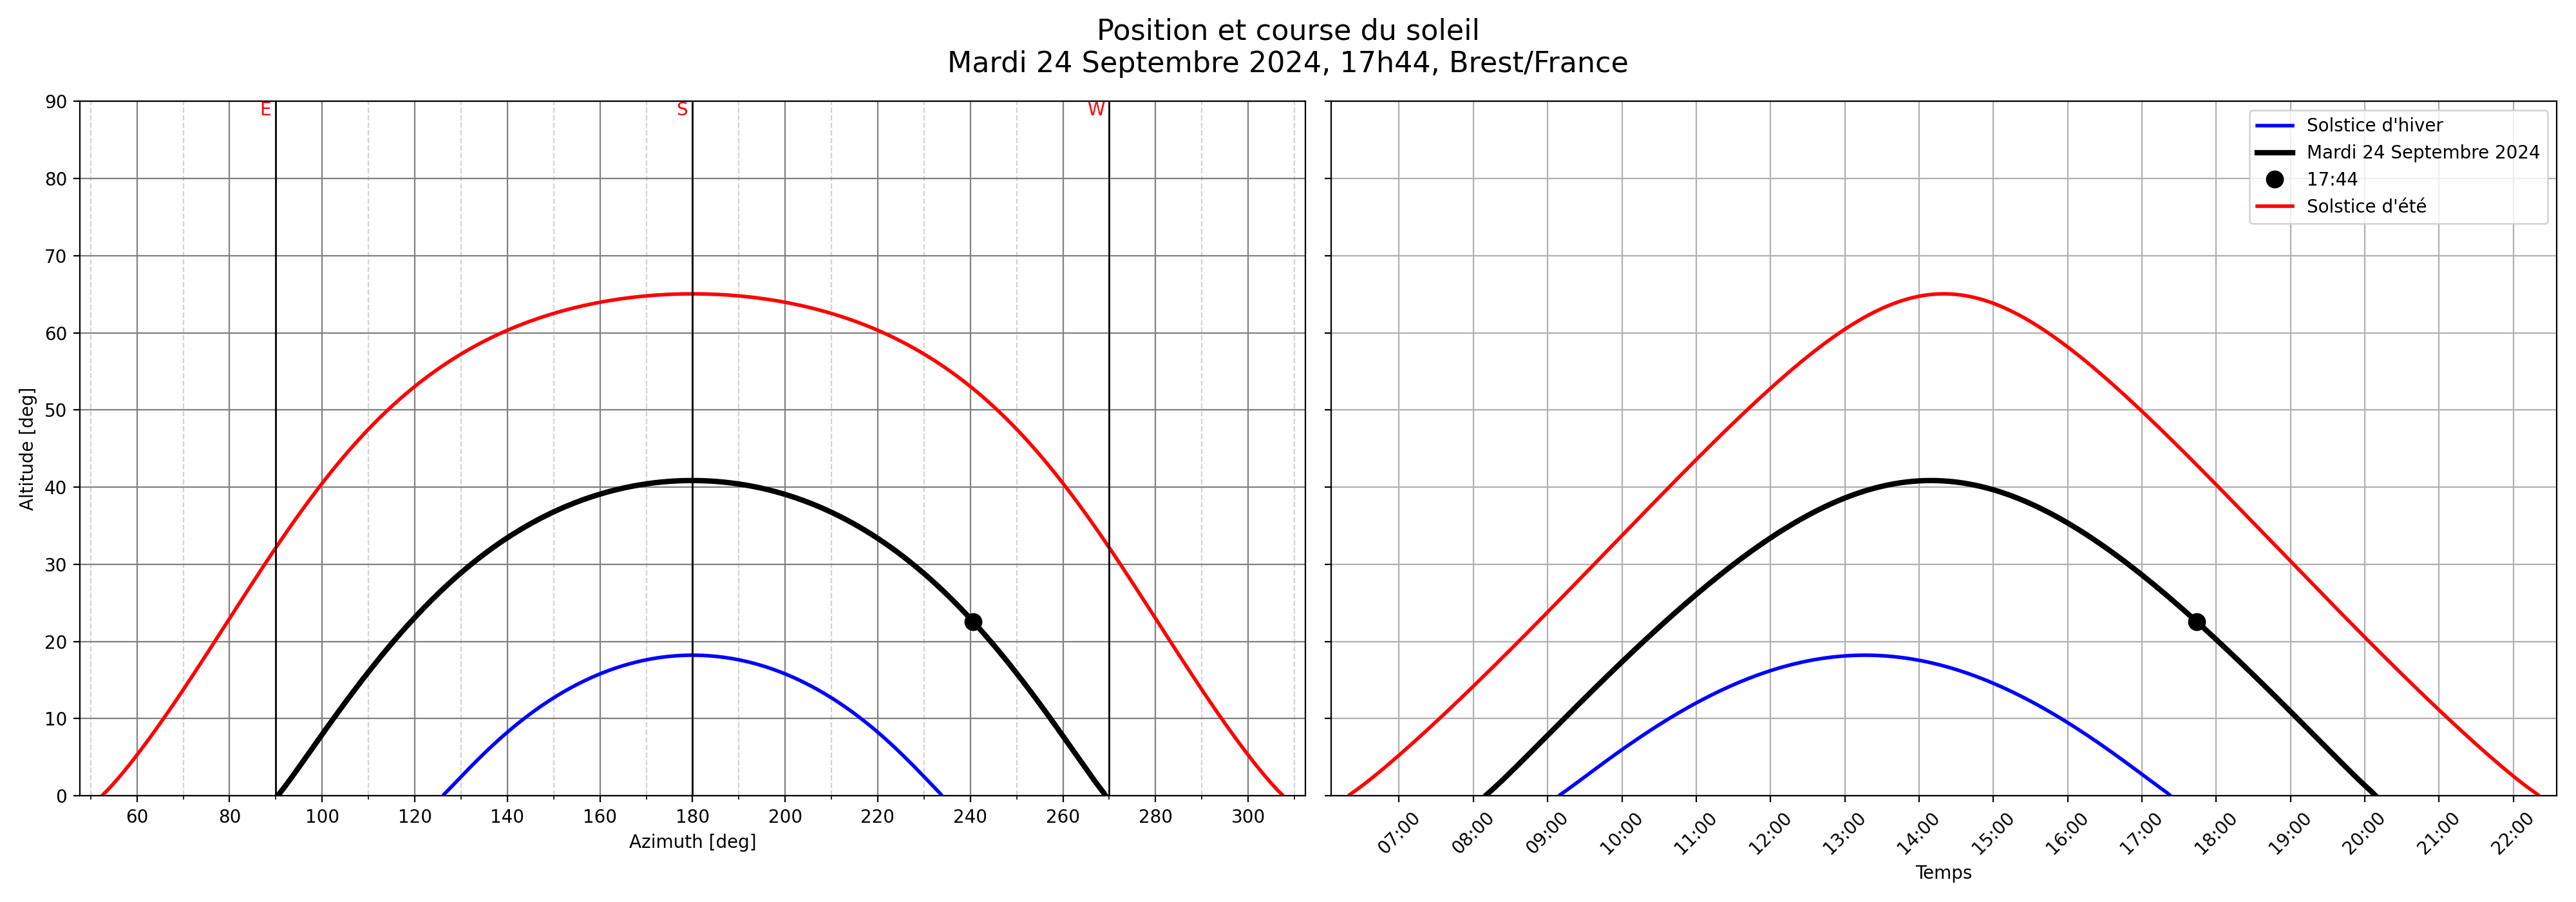 Position et course du soleil
Mardi 24 Septembre 2024, 17h44, Brest/France
E S W
90
80
70
60
50
40
30
20
10
0
Altitude [deg]
60 80 100 120 140 160 180 200 220 240 260 280 300
Azimuth [deg]
Solstice d'hiver
Mardi 24 Septembre 2024
17:44
Solstice d'été
07:00 08:00 09:00 10:00 11:00 12:00 13:00 14:00 15:00 16:00 17:00 18:00 19:00 20:00 21:00 22:00
Temps